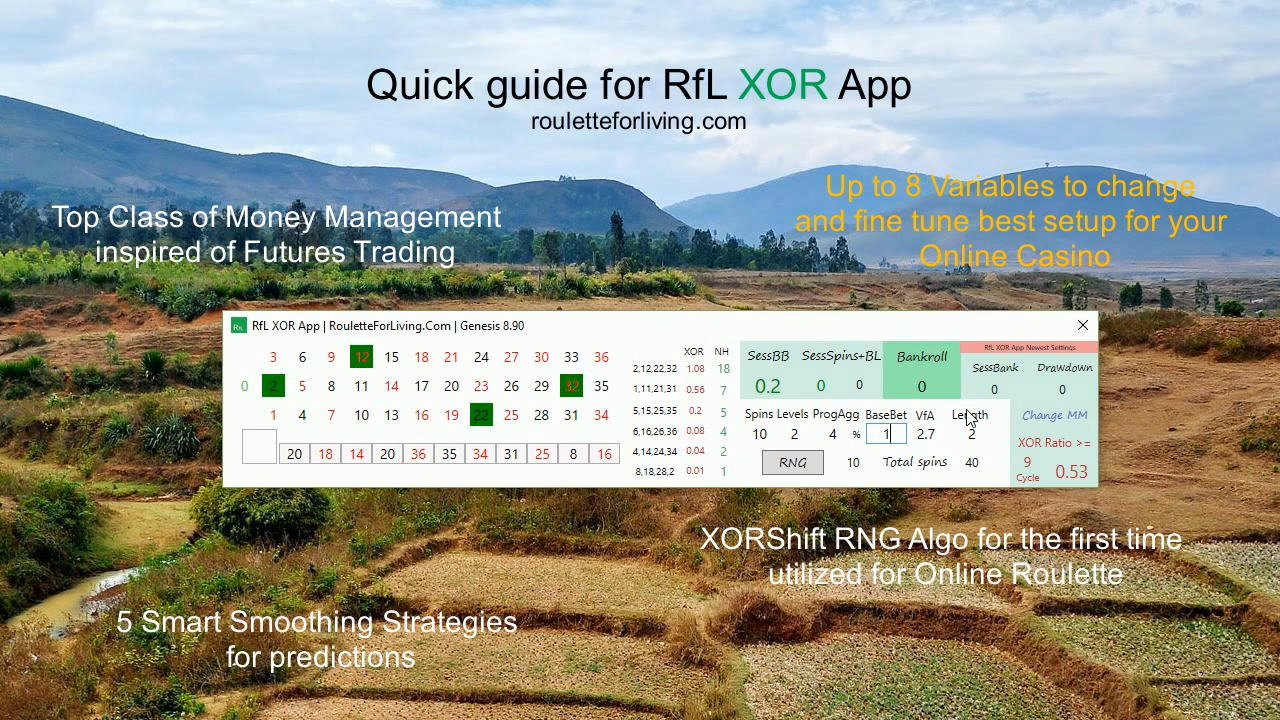 Quick guide for RfL XOR App
rouletteforliving.com
Up to 8 Variables to change
and fine tune best setup for your
Online Casino
Top Class of Money Management
inspired of Futures Trading
RfL XOR App | RouletteForLiving.Com | Genesis 8.90
3 6 9 12 15 18 21 24 27 30 33 36
0 2 5 8 11 14 17 20 23 26 29 32 35
1 4 7 10 13 16 19 22 25 28 31 34
20 18 14 20 36 35 34 31 25 8 16
XOR NH
2,12,22,32 1.08 18
1,11,21,31 0.56 7
5,15,25,35 0.2 5
6,16,26,36 0.08 4
4,14,24,34 0.04 2
8,18,28,2 0.01 1
SessBB SessSpins+BL Bankroll
0.2 0 0 0
RfL XOR App Newest Settings
SessBank Drawdown
0 0
Spins Levels ProgAgg BaseBet VfA Length
10 2 4 % 1 2.7 2
RNG 10 Total spins 40
Change MM
XOR Ratio >=
9
Cycle 0.53
XORShift RNG Algo for the first time
utilized for Online Roulette
5 Smart Smoothing Strategies
for predictions